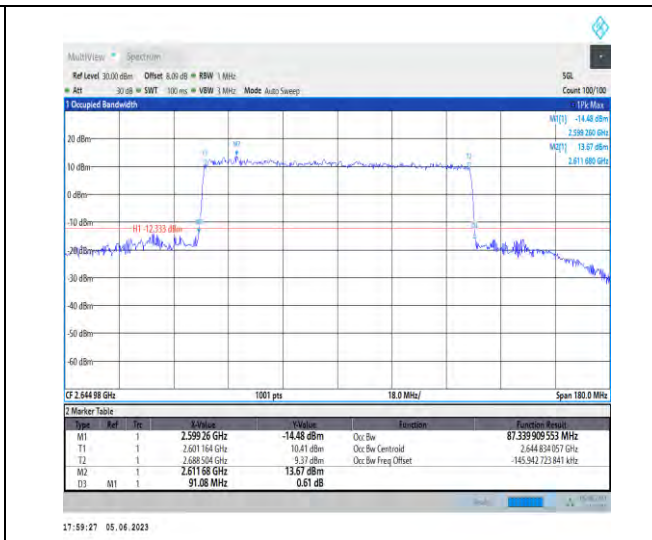 MultiView Spectrum
Ref Level 30.00 dBm Offset 8.09 dB RBW 1 MHz SGL
Att 30 dB SWT 100 ms VBW 3 MHz Mode Auto Sweep Count 100/100
1 Occupied Bandwidth 1Pk Max
M1[1] -14.48 dBm
2.599 260 GHz
M2[1] 13.67 dBm
2.611 680 GHz
20 dBm
10 dBm
0 dBm
-10 dBm
H1 -12.333 dBm
-20 dBm
-30 dBm
-40 dBm
-50 dBm
-60 dBm
CF 2.644 98 GHz 1001 pts 18.0 MHz/ Span 180.0 MHz
2 Marker Table
Type Ref Trc X-Value Y-Value Function Function Result
M1 1 2.599 26 GHz -14.48 dBm Occ Bw 87.339 909 553 MHz
T1 1 2.601 164 GHz 10.41 dBm Occ Bw Centroid 2.644 834 057 GHz
T2 1 2.688 504 GHz 9.37 dBm Occ Bw Freq Offset -145.942 723 841 kHz
M2 1 2.611 68 GHz 13.67 dBm
D3 M1 1 91.08 MHz 0.61 dB
17:59:27 05.06.2023